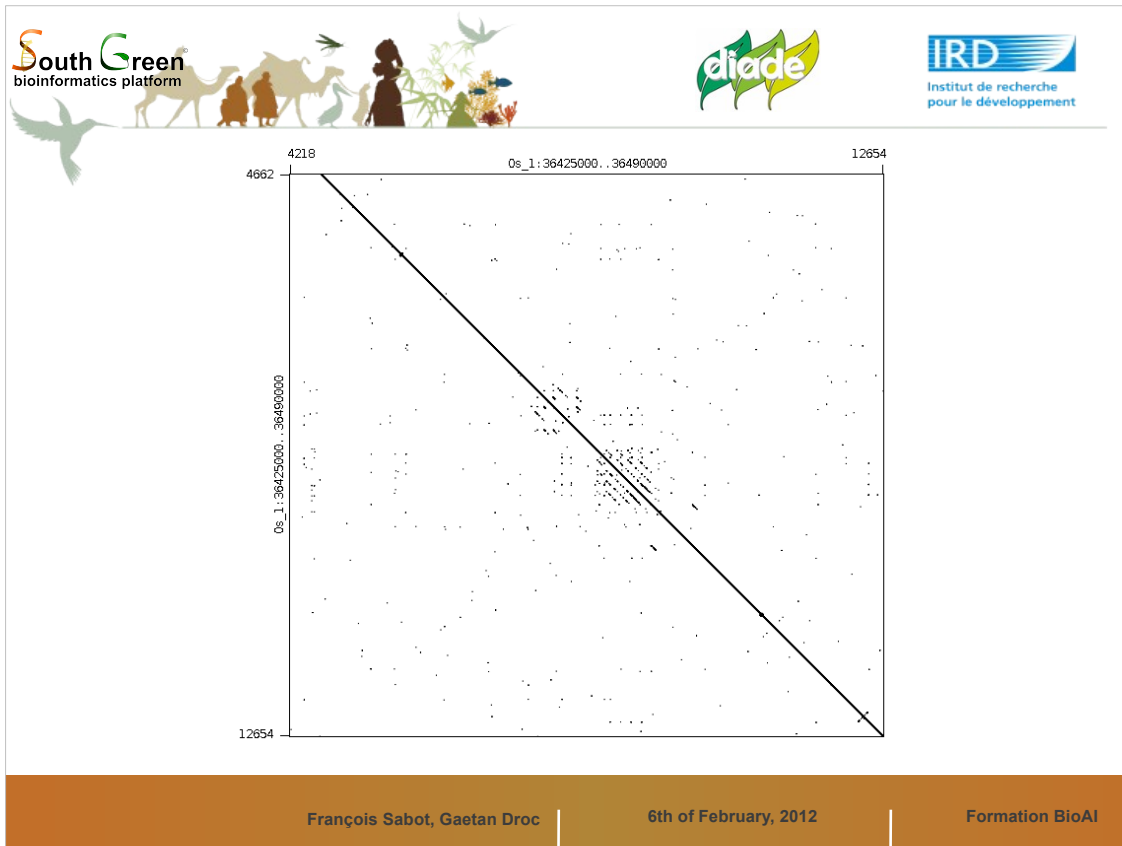 South Green
bioinformatics platform
diade
IRD
Institut de recherche
pour le développement
4218
Os_1:36425000..36490000
12654
4662
Os_1:36425000..36490000
12654
François Sabot, Gaetan Droc
6th of February, 2012
Formation BioAI